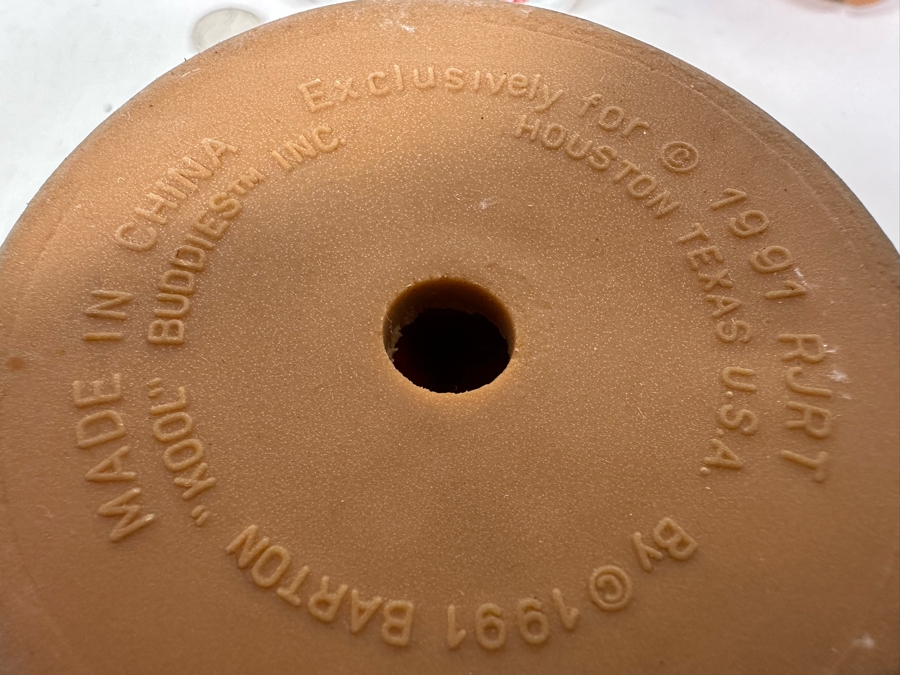 MADE IN CHINA Exclusively for © 1991 RJRT
By © 1991 BARTON "KOOL" BUDDIES™ INC. HOUSTON TEXAS U.S.A.